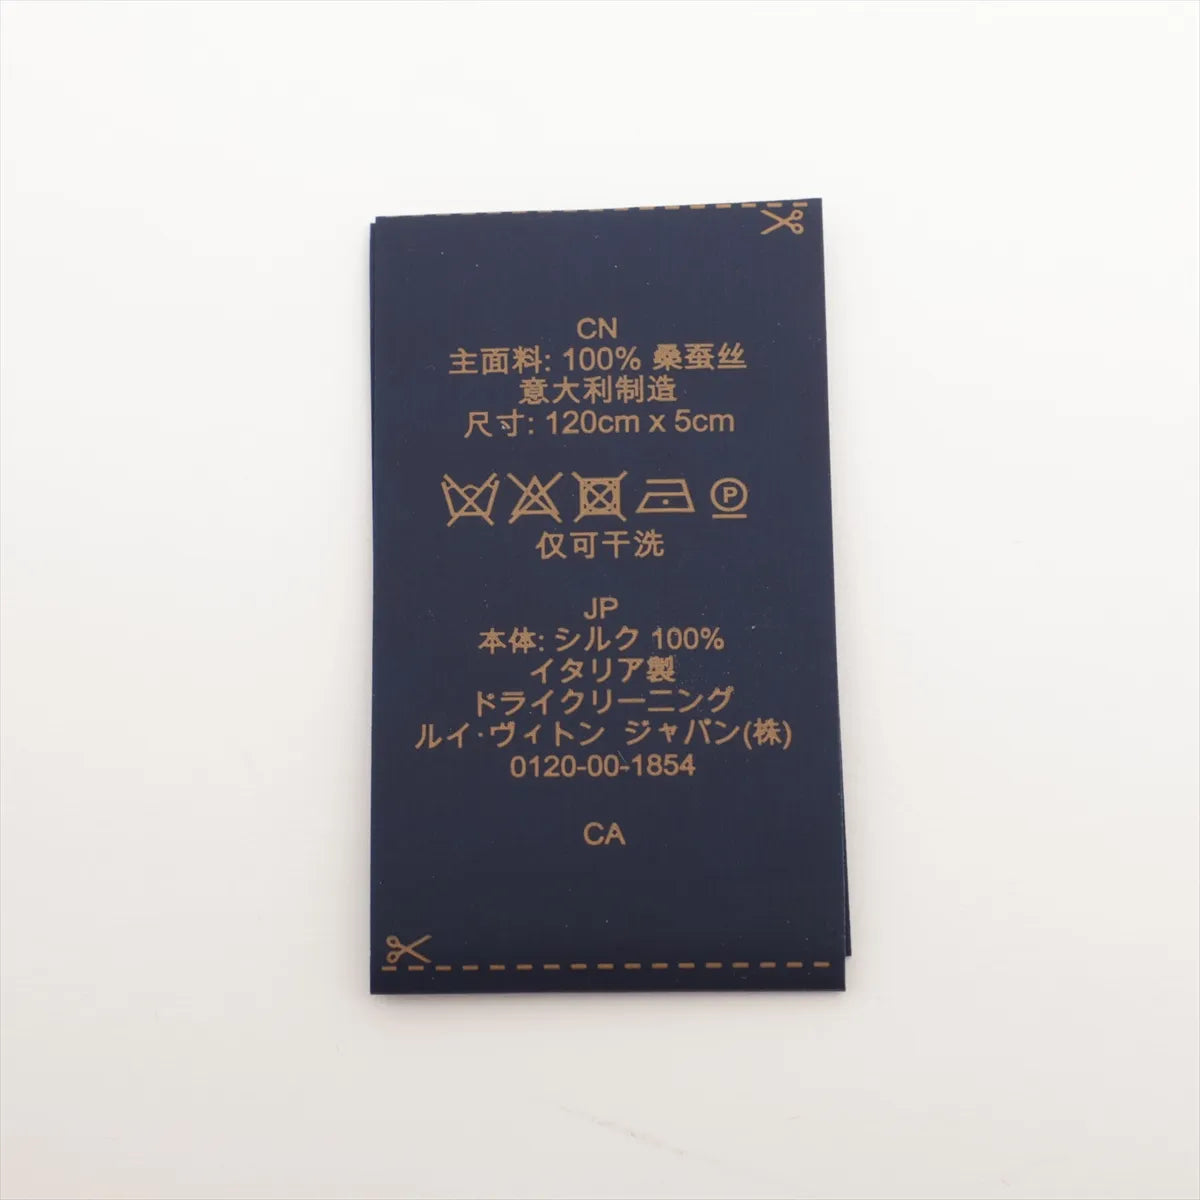 CN
主面料: 100% 桑蚕丝
意大利制造
尺寸: 120cm x 5cm
P
仅可干洗
JP
本体: シルク 100%
イタリア製
ドライクリーニング
ルイ·ヴィトン ジャパン(株)
0120-00-1854
CA